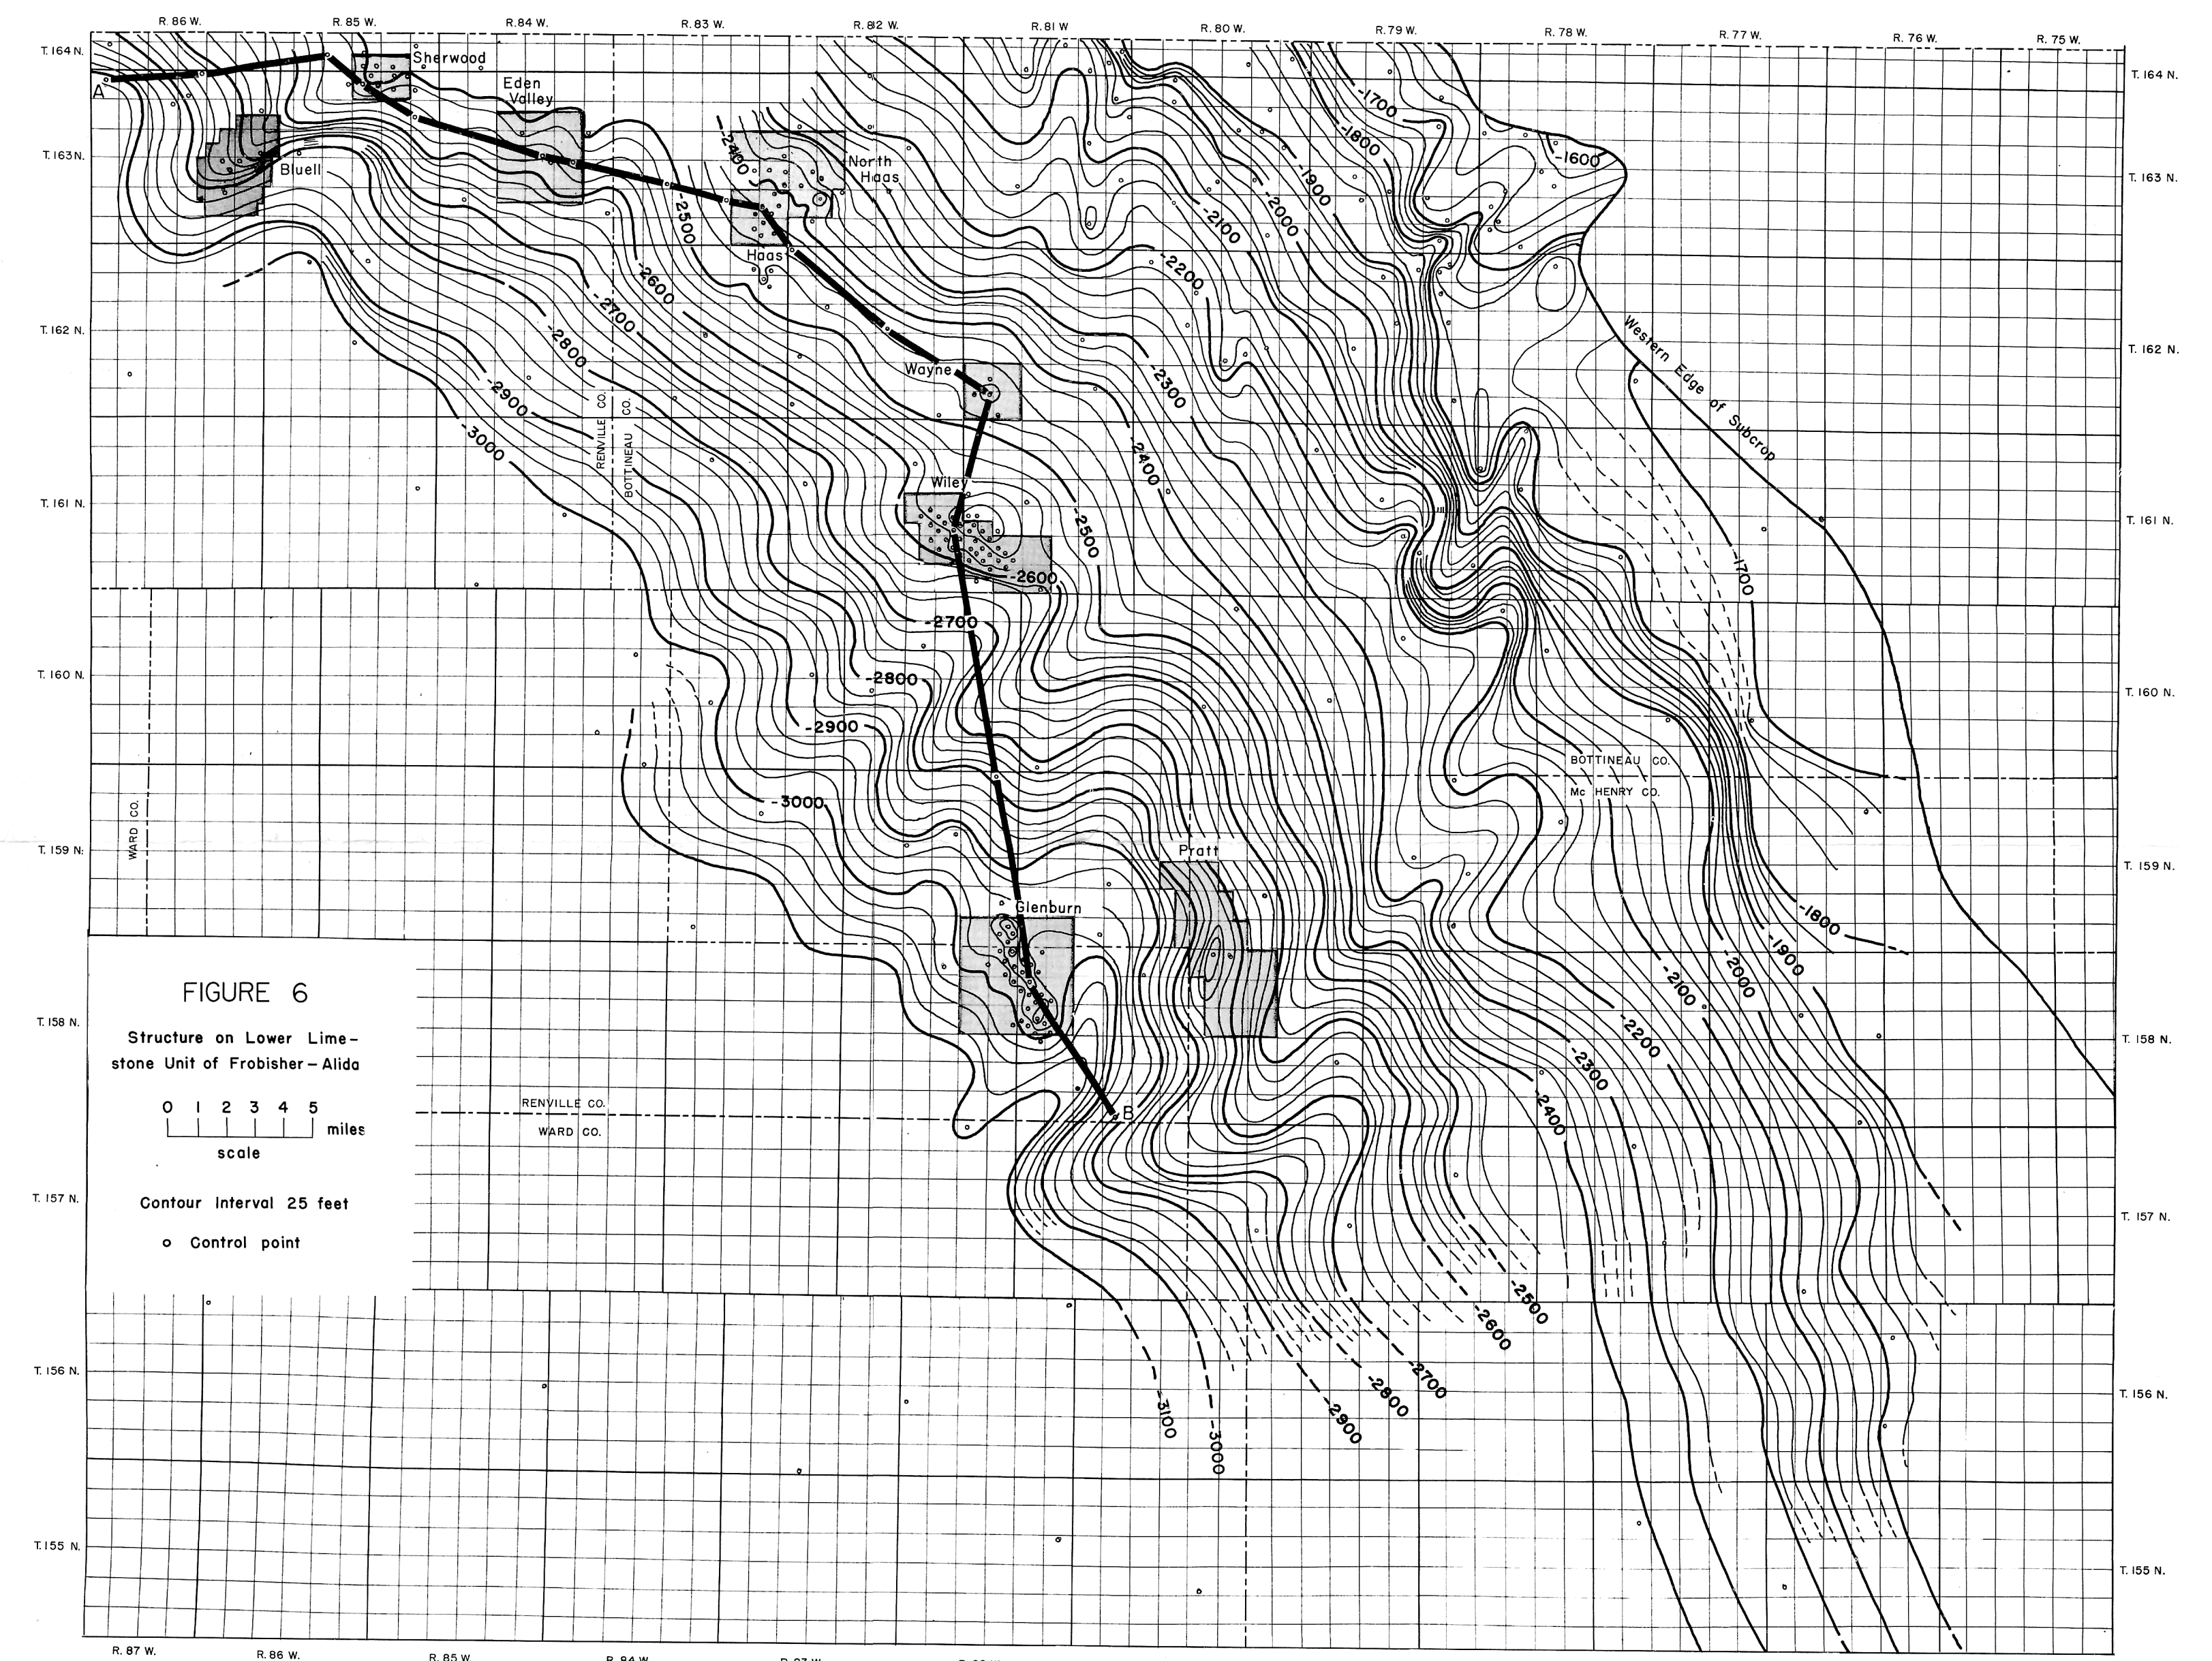 R. 86 W.
R. 85 W.
R. 84 W.
R. 83 W.
R. 812 W.
R. 81 W
R. 80 W.
R. 79 W.
R. 78 W.
R. 77 W.
R. 76 W.
R. 75 W.
T. 164 N.
T. 164 N.
A
Sherwood
Eden
Valley
-1700
-1800
-1600
T. 163 N.
T. 163 N.
Bluell
-2400
North
Haas
-1900
-2000
-2100
-2500
Haas
-2200
-2600
-2700
-2800
T. 162 N.
T. 162 N.
Western Edge of Subcrop
Wayne
-2900
-2300
RENVILLE CO.
BOTTINEAU CO.
-3000
-2400
Wiley
T. 161 N.
T. 161 N.
-2500
-2600
-1700
-2700
T. 160 N.
T. 160 N.
-2800
-2900
BOTTINEAU CO.
Mc HENRY CO.
-3000
WARD CO.
T. 159 N.
T. 159 N.
Pratt
Glenburn
-1800
-1900
-2000
-2100
FIGURE 6
T. 158 N.
T. 158 N.
Structure on Lower Lime-
stone Unit of Frobisher-Alida
-2200
-2300
-2400
0 1 2 3 4 5
miles
scale
RENVILLE CO.
WARD CO.
B
T. 157 N.
T. 157 N.
Contour Interval 25 feet
o Control point
-2500
-2600
-2700
-2800
-2900
-3000
-3100
T. 156 N.
T. 156 N.
T. 155 N.
T. 155 N.
R. 87 W.
R. 86 W.
R. 85 W.
R. 84 W.